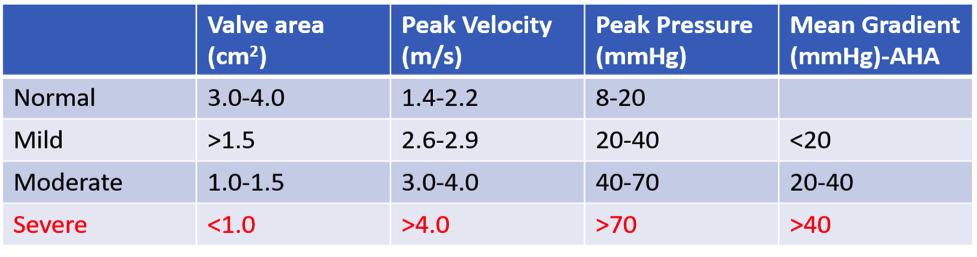 Valve area (cm²) Peak Velocity (m/s) Peak Pressure (mmHg) Mean Gradient (mmHg)-AHA
Normal 3.0-4.0 1.4-2.2 8-20
Mild >1.5 2.6-2.9 20-40 <20
Moderate 1.0-1.5 3.0-4.0 40-70 20-40
Severe <1.0 >4.0 >70 >40